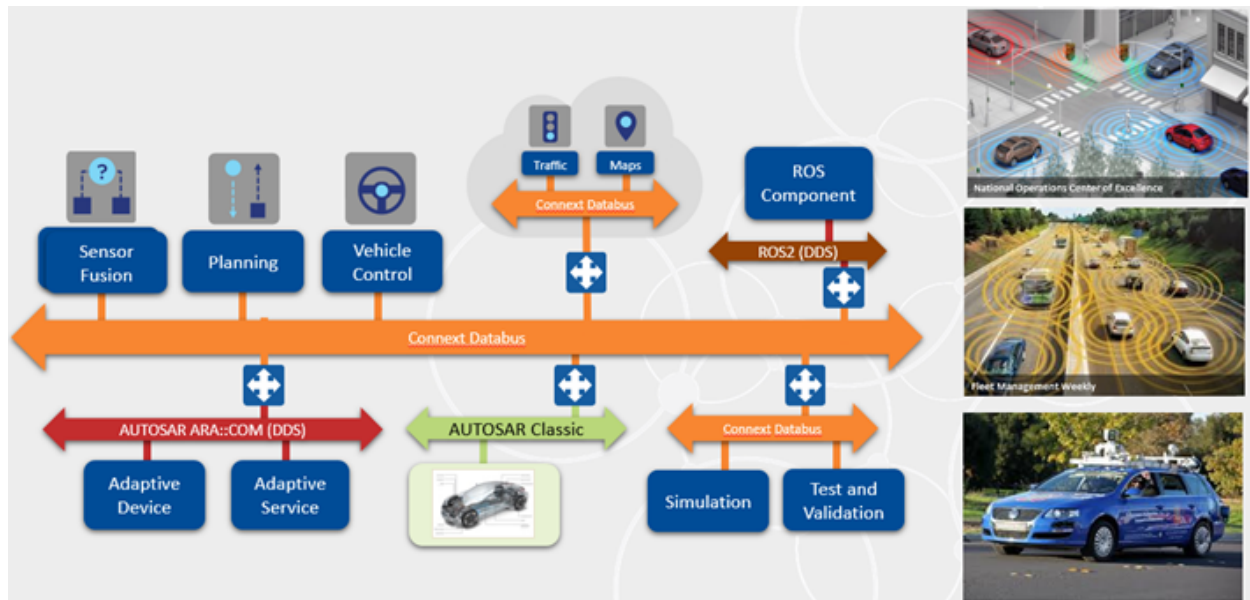 Traffic
Maps
Connext Databus
ROS
Component
ROS2 (DDS)
Sensor
Fusion
Planning
Vehicle
Control
Connext Databus
AUTOSAR ARA::COM (DDS)
Adaptive
Device
Adaptive
Service
AUTOSAR Classic
Connext Databus
Simulation
Test and
Validation
?
National Operations Center of Excellence
Fleet Management Weekly